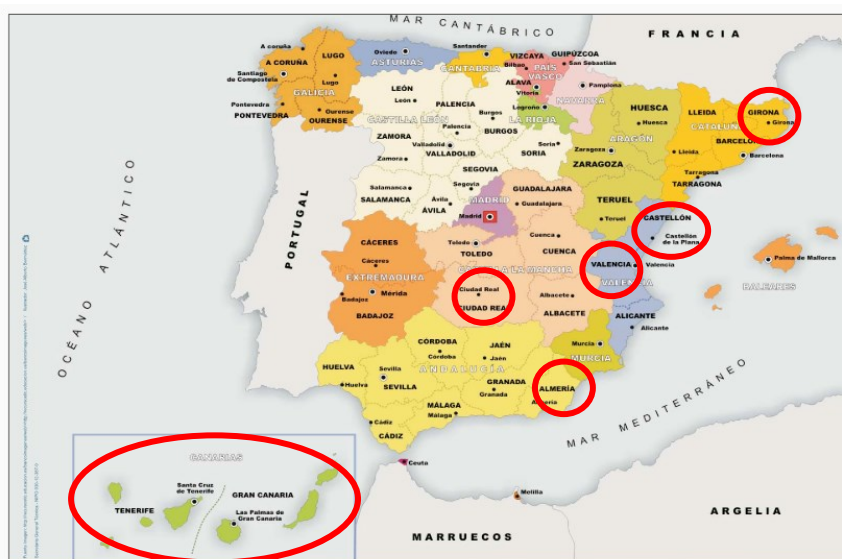 MAR CANTÁBRICO
FRANCIA
A coruña
A CORUÑA
LUGO
Lugo
Santiago
de Compostela
GALICIA
Pontevedra
PONTEVEDRA
Ourense
OURENSE
Oviedo
ASTURIAS
Santander
CANTABRIA
VIZCAYA
Bilbao
GUIPÚZCOA
San Sebastián
PAÍS
VASCO
ALAVA
Vitoria
Pamplona
NAVARRA
Logroño
LA RIOJA
LEÓN
León
PALENCIA
Palencia
Burgos
BURGOS
CASTILLA LEÓN
ZAMORA
Zamora
Valladolid
VALLADOLID
Soria
SORIA
SEGOVIA
Segovia
Salamanca
SALAMANCA
Ávila
ÁVILA
HUESCA
Huesca
ARAGÓN
Zaragoza
ZARAGOZA
TERUEL
Teruel
LLEIDA
Lleida
GIRONA
Girona
CATALUÑ
BARCELO
Barcelona
Tarragona
TARRAGONA
MADRID
Madrid
GUADALAJARA
Guadalajara
Toledo
TOLEDO
Cuenca
CUENCA
LA MANCHA
Ciudad Real
CIUDAD REA
Albacete
ALBACETE
CASTELLÓN
Castellón
de la Plana
VALENCIA
Valencia
VALENCIA
ALICANTE
Alicante
Palma de Mallorca
BALEARES
CÁCERES
Cáceres
EXTREMADURA
Mérida
Badajoz
BADAJOZ
PORTUGAL
OCÉANO ATLÁNTICO
Murcia
MURCIA
HUELVA
Huelva
Sevilla
SEVILLA
CÓRDOBA
Córdoba
JAÉN
Jaén
ANDALUCÍA
GRANADA
Granada
ALMERÍA
Almería
MÁLAGA
Málaga
Cádiz
CÁDIZ
MAR MEDITERRÁNEO
Ceuta
Melilla
MARRUECOS
ARGELIA
CANARIAS
Santa Cruz
de Tenerife
TENERIFE
GRAN CANARIA
Las Palmas de
Gran Canaria